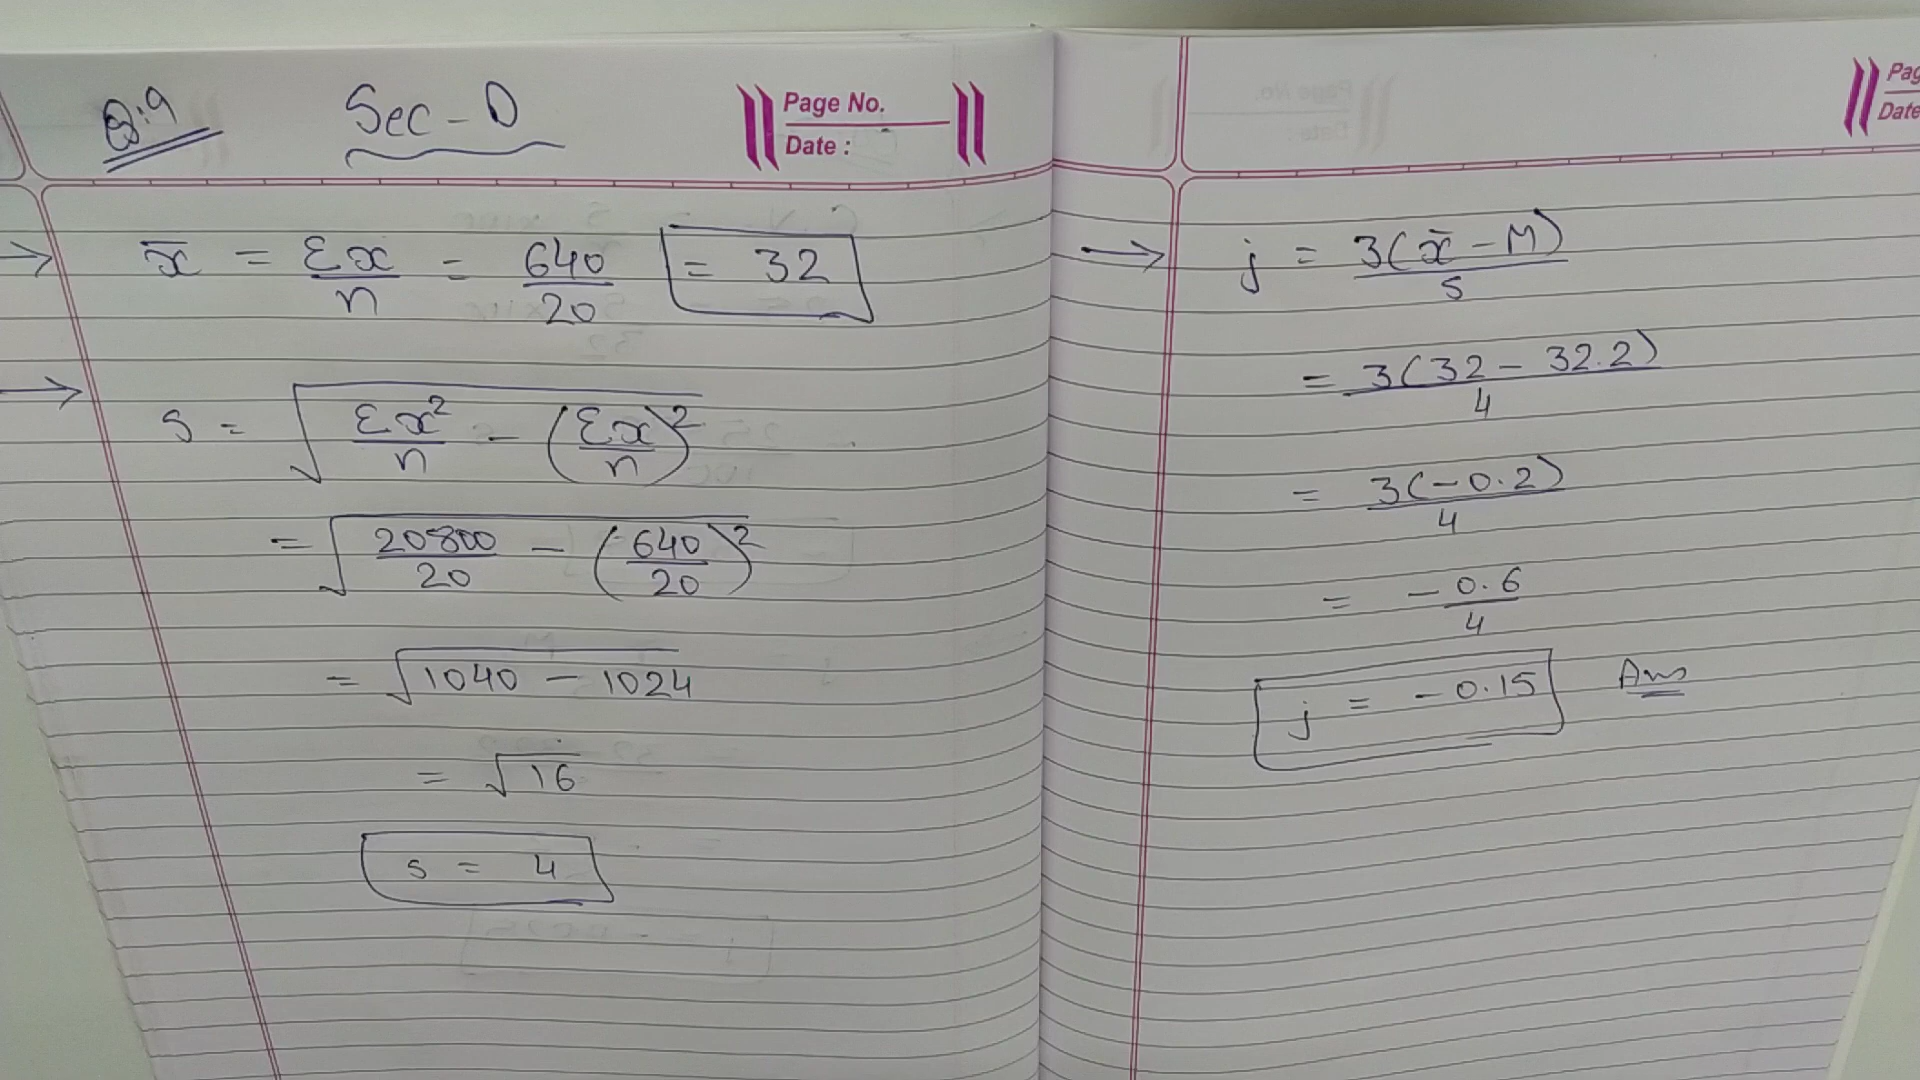 Q:9 Sec-D
Page No.
Date :
x̄ = Σx/n = 640/20 = 32
s = √(Σx²/n - (Σx/n)²)
= √(20800/20 - (640/20)²)
= √(1040 - 1024)
= √16
s = 4
Date
j = 3(x̄ - M)/s
= 3(32 - 32.2)/4
= 3(-0.2)/4
= -0.6/4
j = -0.15 Ans